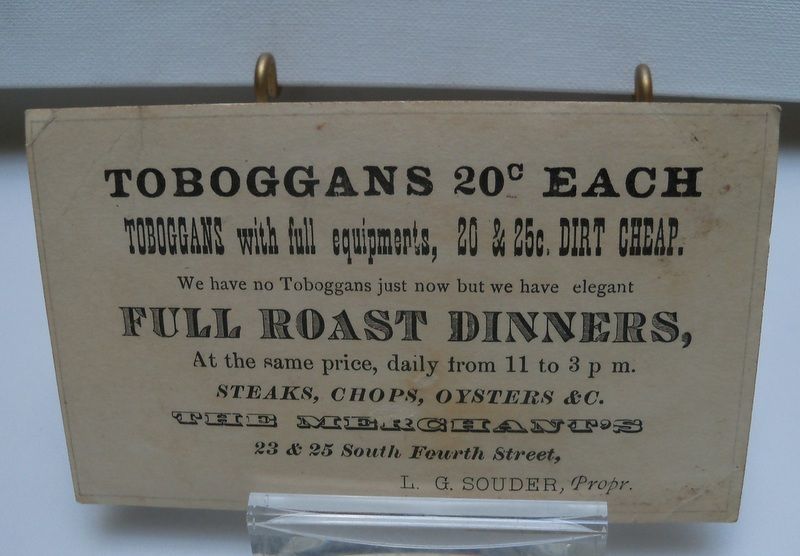 TOBOGGANS 20c EACH
TOBOGGANS with full equipments, 20 & 25c. DIRT CHEAP.
We have no Toboggans just now but we have elegant
FULL ROAST DINNERS,
At the same price, daily from 11 to 3 p m.
STEAKS, CHOPS, OYSTERS &C.
THE MERCHANT'S
23 & 25 South Fourth Street,
L. G. SOUDER, Propr.